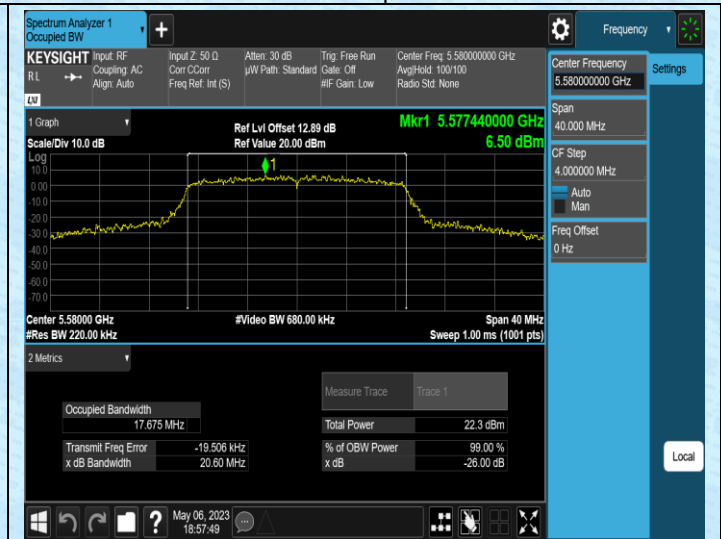 Spectrum Analyzer 1
Occupied BW
+
Frequency
KEYSIGHT
R L
LXI
Input: RF
Coupling: AC
Align: Auto
Input Z: 50 Ω
Corr CCorr
Freq Ref: Int (S)
Atten: 30 dB
µW Path: Standard
Trig: Free Run
Gate: Off
#IF Gain: Low
Center Freq: 5.580000000 GHz
Avg|Hold: 100/100
Radio Std: None
Center Frequency
5.580000000 GHz
Settings
Span
40.000 MHz
CF Step
4.000000 MHz
Auto
Man
Freq Offset
0 Hz
Local
1 Graph
Scale/Div 10.0 dB
Ref Lvl Offset 12.89 dB
Ref Value 20.00 dBm
Mkr1 5.577440000 GHz
6.50 dBm
Log
10.0
0.00
-10.0
-20.0
-30.0
-40.0
-50.0
-60.0
-70.0
1
Center 5.58000 GHz
#Video BW 680.00 kHz
Span 40 MHz
#Res BW 220.00 kHz
Sweep 1.00 ms (1001 pts)
2 Metrics
Measure Trace
Trace 1
Occupied Bandwidth
17.675 MHz
Total Power
22.3 dBm
Transmit Freq Error
-19.506 kHz
% of OBW Power
99.00 %
x dB Bandwidth
20.60 MHz
x dB
-26.00 dB
?
May 06, 2023
18:57:49